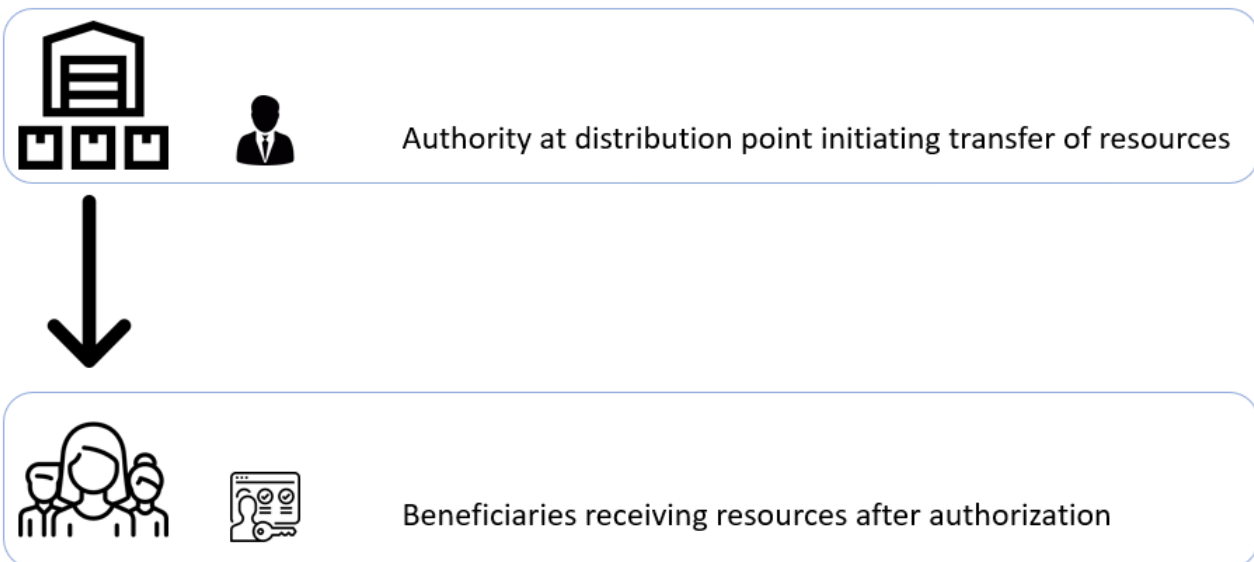 Authority at distribution point initiating transfer of resources
Beneficiaries receiving resources after authorization